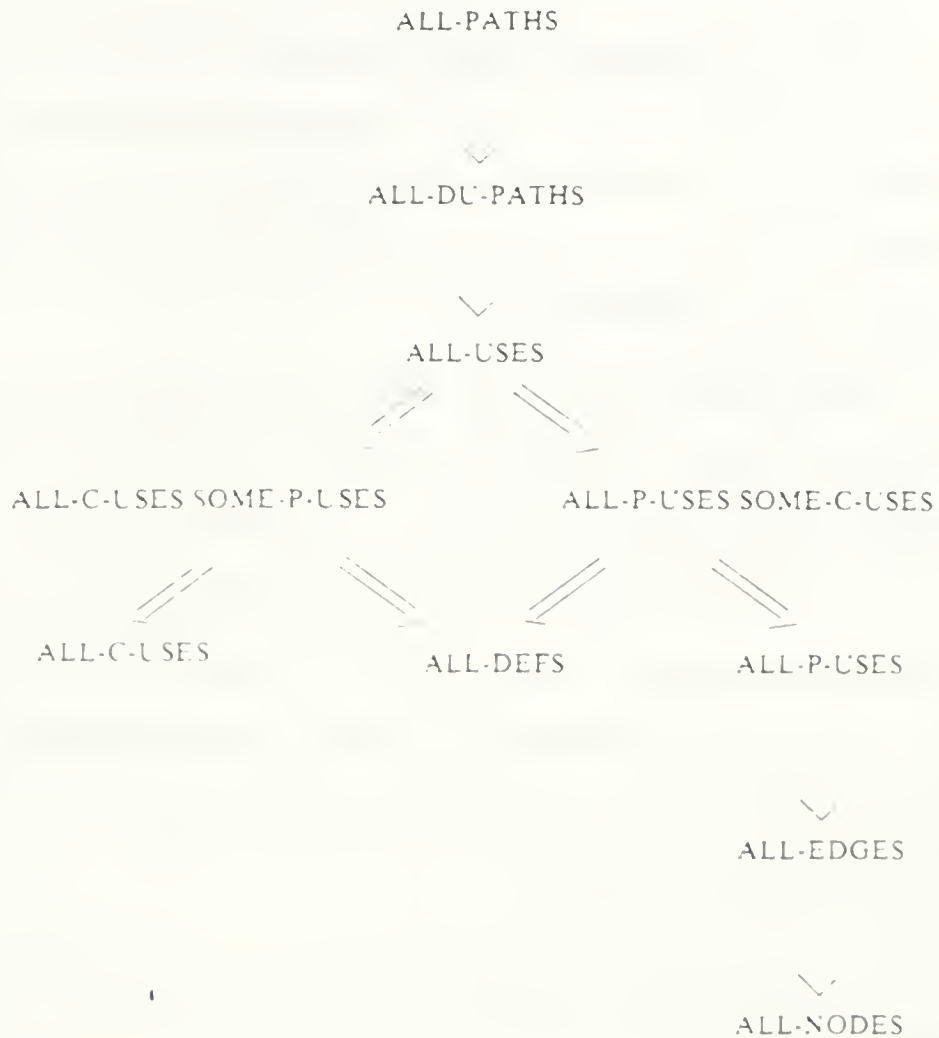 ALL-PATHS
ALL-DU-PATHS
ALL-USES
ALL-C-USES SOME-P-USES
ALL-P-USES SOME-C-USES
ALL-C-USES
ALL-DEFS
ALL-P-USES
ALL-EDGES
ALL-NODES